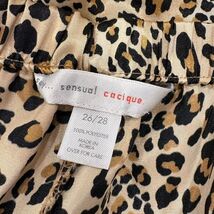 sensual cacique
26/28
100% POLYESTER
MADE IN
KOREA
OVER FOR CARE